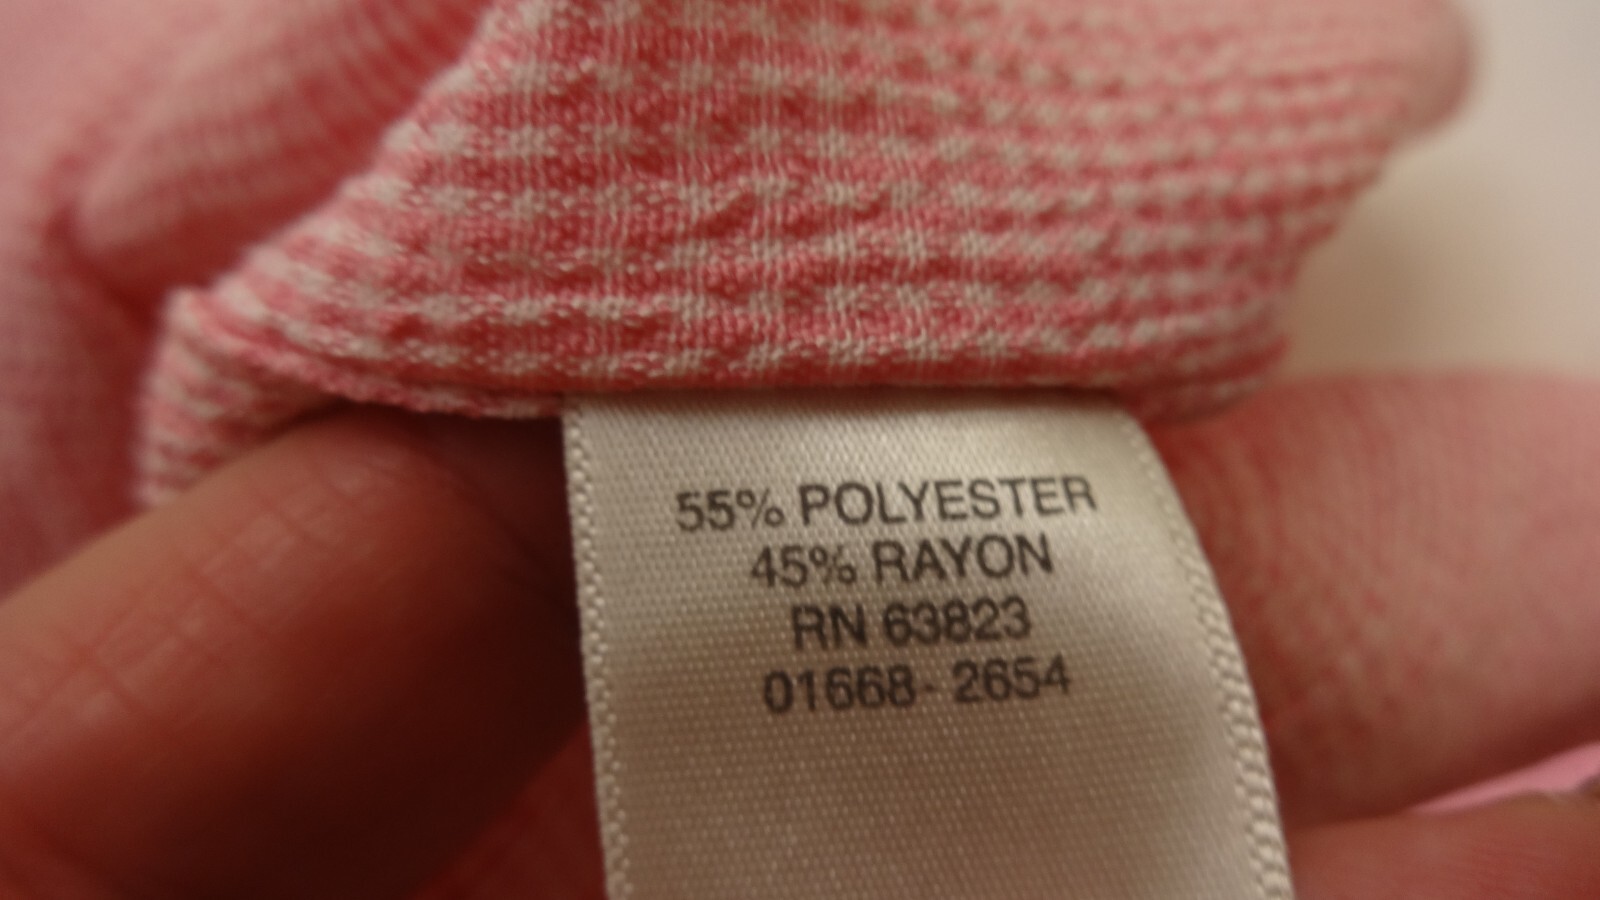 55% POLYESTER
45% RAYON
RN 63823
01668- 2654